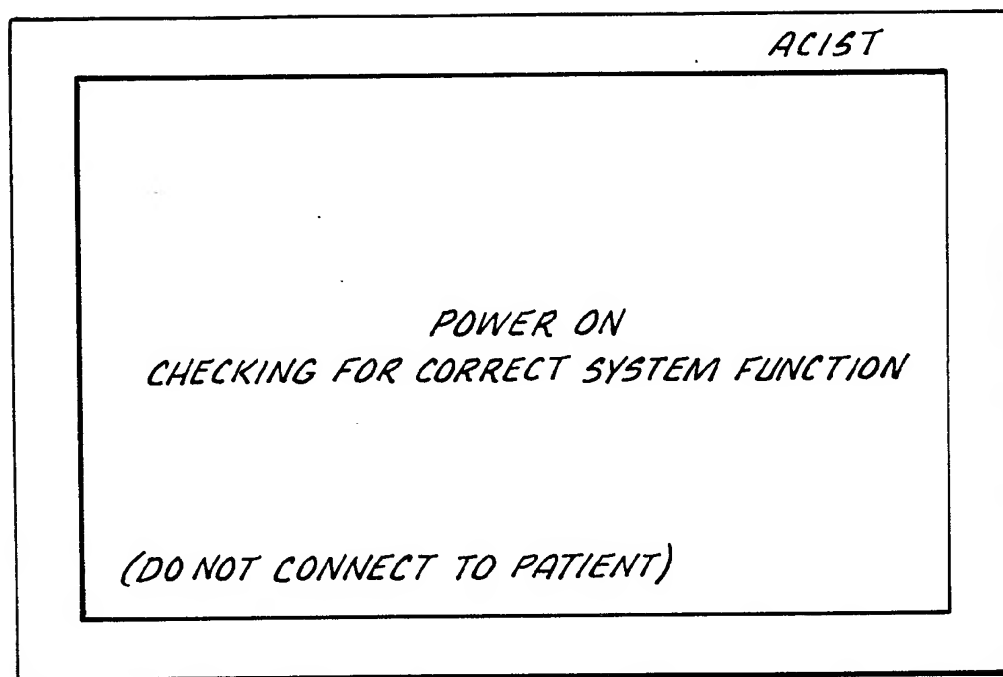 ACIST
POWER ON
CHECKING FOR CORRECT SYSTEM FUNCTION
(DO NOT CONNECT TO PATIENT)